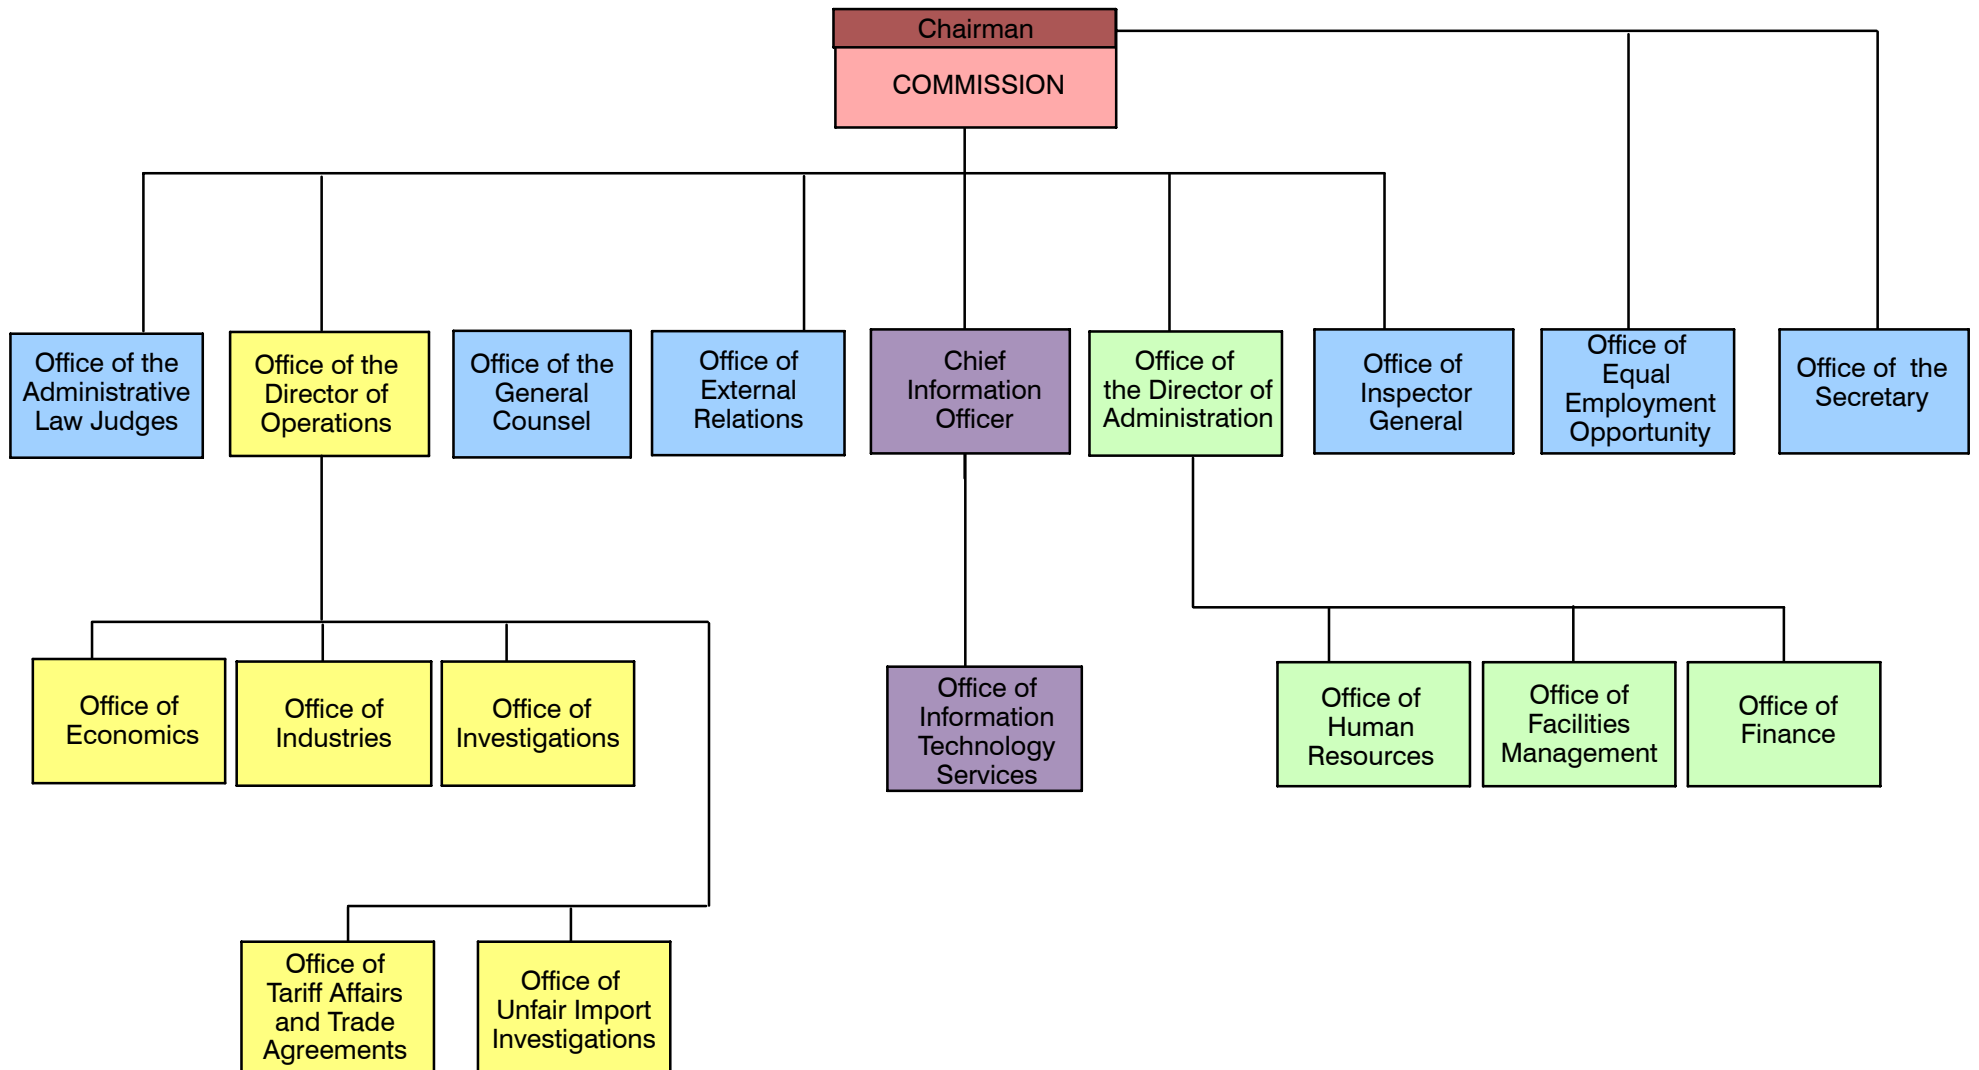 Chairman
COMMISSION
Office of the
Administrative
Law Judges
Office of the
Director of
Operations
Office of the
General
Counsel
Office of
External
Relations
Chief
Information
Officer
Office of
the Director of
Administration
Office of
Inspector
General
Office of
Equal
Employment
Opportunity
Office of  the
Secretary
Office of
Economics
Office of
Industries
Office of
Investigations
Office of
Information
Technology
Services
Office of
Human
Resources
Office of
Facilities
Management
Office of
Finance
Office of
Tariff Affairs
and Trade
Agreements
Office of
Unfair Import
Investigations